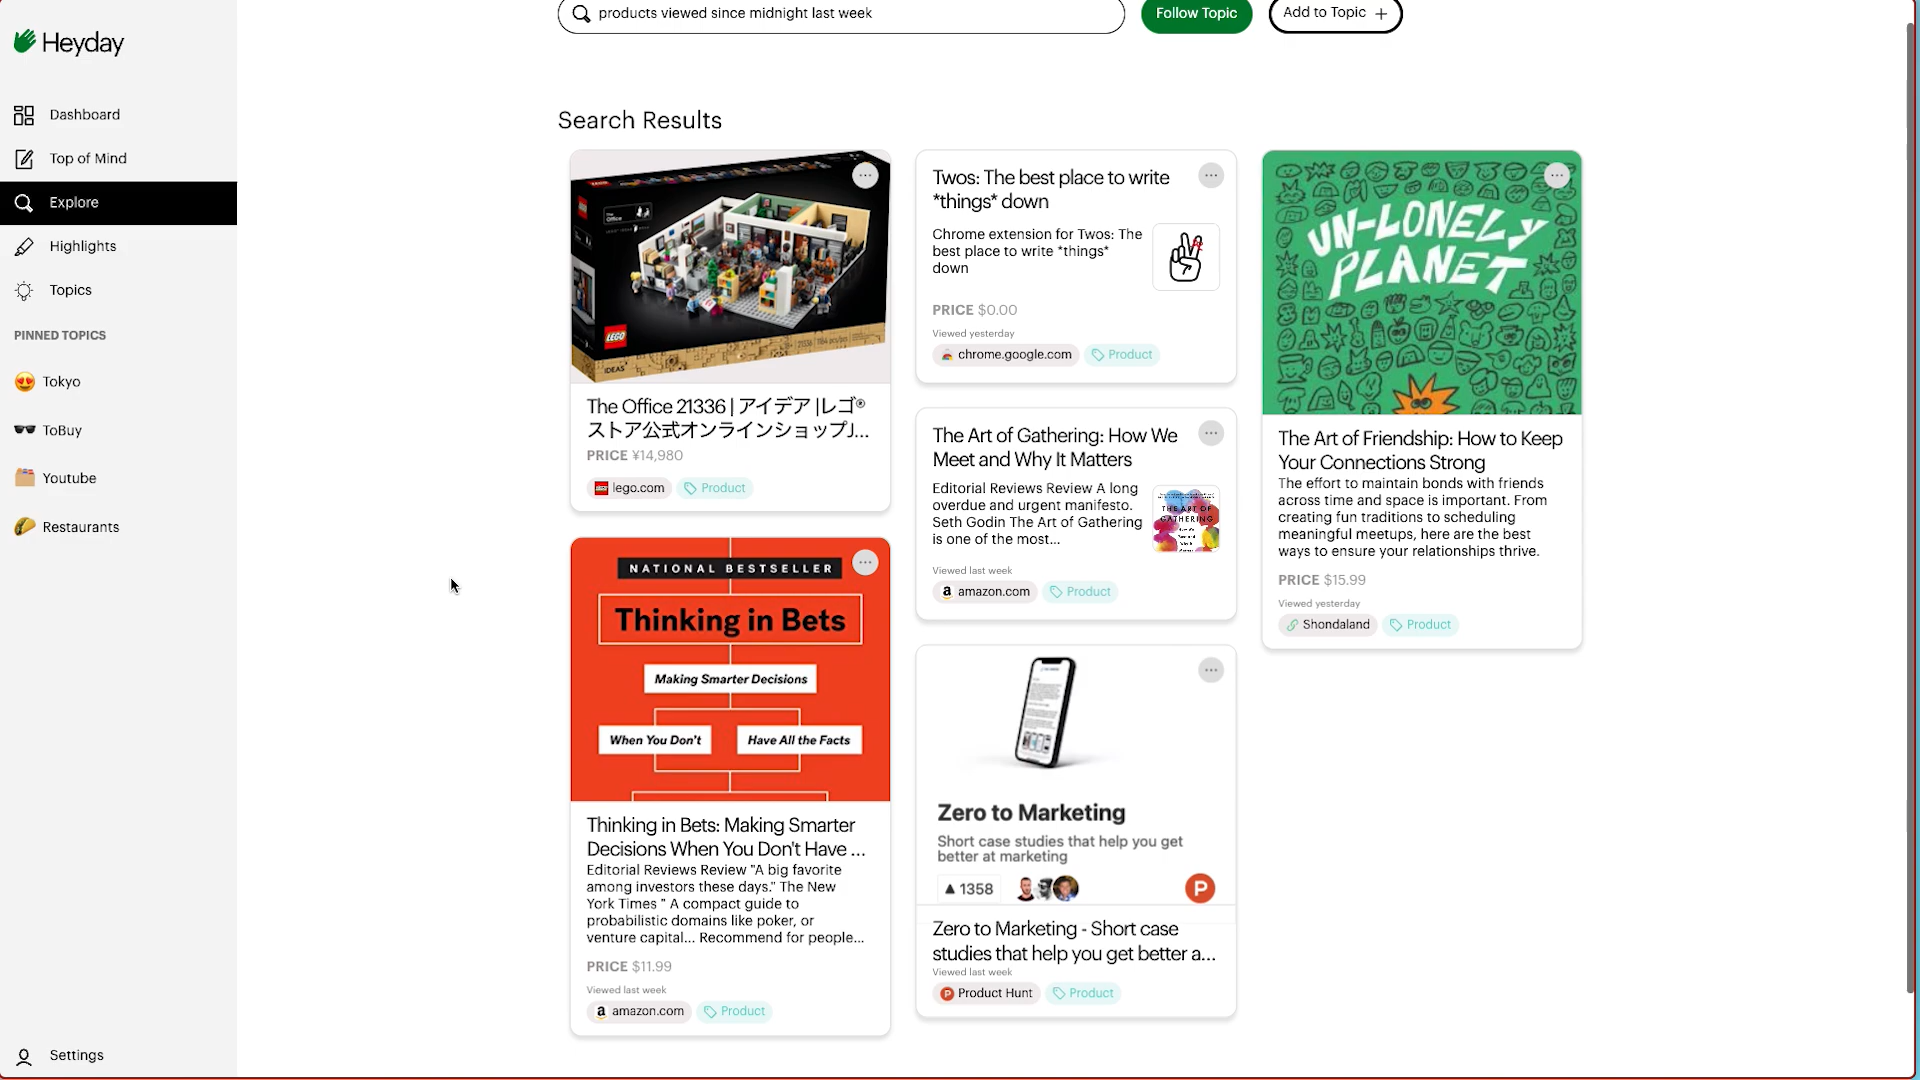 Heyday
Dashboard
Top of Mind
Explore
Highlights
Topics
PINNED TOPICS
Tokyo
ToBuy
Youtube
Restaurants
Settings
products viewed since midnight last week
Follow Topic
Add to Topic +
Search Results
The Office
LEGO
IDEAS
21336
The Office 21336 | アイデア |レゴ®
ストア公式オンラインショップJ...
PRICE ¥14,980
lego.com
Product
NATIONAL BESTSELLER
Thinking in Bets
Making Smarter Decisions
When You Don't
Have All the Facts
Thinking in Bets: Making Smarter
Decisions When You Don't Have ...
Editorial Reviews Review "A big favorite
among investors these days." The New
York Times " A compact guide to
probabilistic domains like poker, or
venture capital... Recommend for people...
PRICE $11.99
Viewed last week
amazon.com
Product
Twos: The best place to write
*things* down
Chrome extension for Twos: The
best place to write *things*
down
PRICE $0.00
Viewed yesterday
chrome.google.com
Product
The Art of Gathering: How We
Meet and Why It Matters
Editorial Reviews Review A long
overdue and urgent manifesto.
Seth Godin The Art of Gathering
is one of the most...
THE ART OF
GATHERING
Viewed last week
amazon.com
Product
Zero to Marketing
Short case studies that help you get
better at marketing
▲ 1358
P
Zero to Marketing - Short case
studies that help you get better a...
Viewed last week
Product Hunt
Product
UN-LONELY
PLANET
The Art of Friendship: How to Keep
Your Connections Strong
The effort to maintain bonds with friends
across time and space is important. From
creating fun traditions to scheduling
meaningful meetups, here are the best
ways to ensure your relationships thrive.
PRICE $15.99
Viewed yesterday
Shondaland
Product